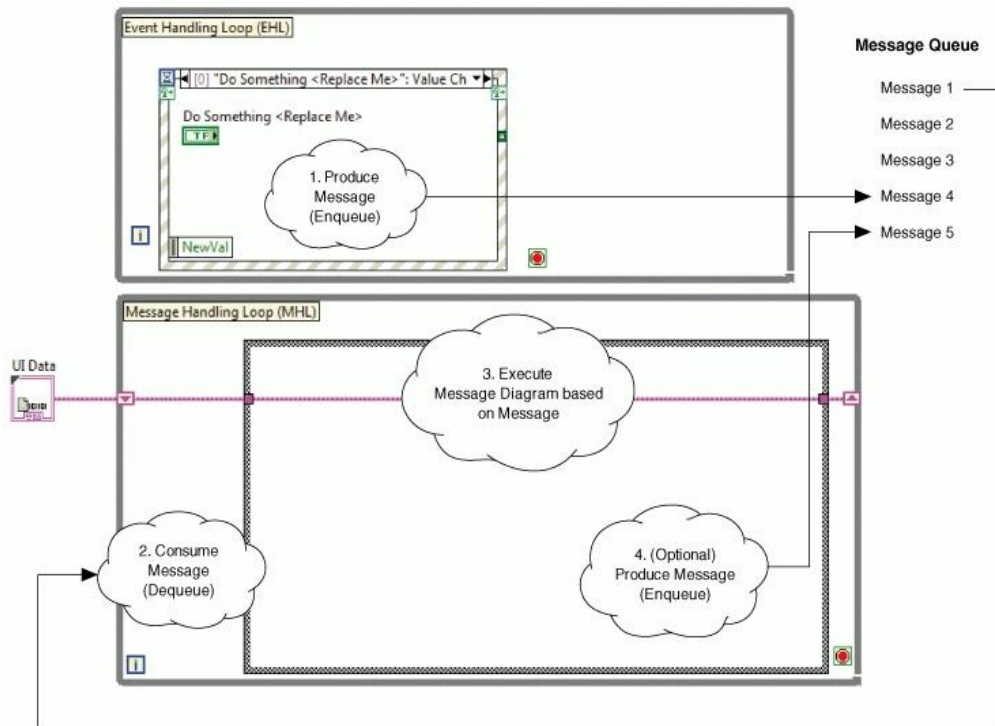 Event Handling Loop (EHL)
[0] "Do Something <Replace Me>": Value Ch
Do Something <Replace Me>
TF
1. Produce
Message
(Enqueue)
i
NewVal
Message Queue
Message 1
Message 2
Message 3
Message 4
Message 5
Message Handling Loop (MHL)
UI Data
3. Execute
Message Diagram based
on Message
2. Consume
Message
(Dequeue)
4. (Optional)
Produce Message
(Enqueue)
i